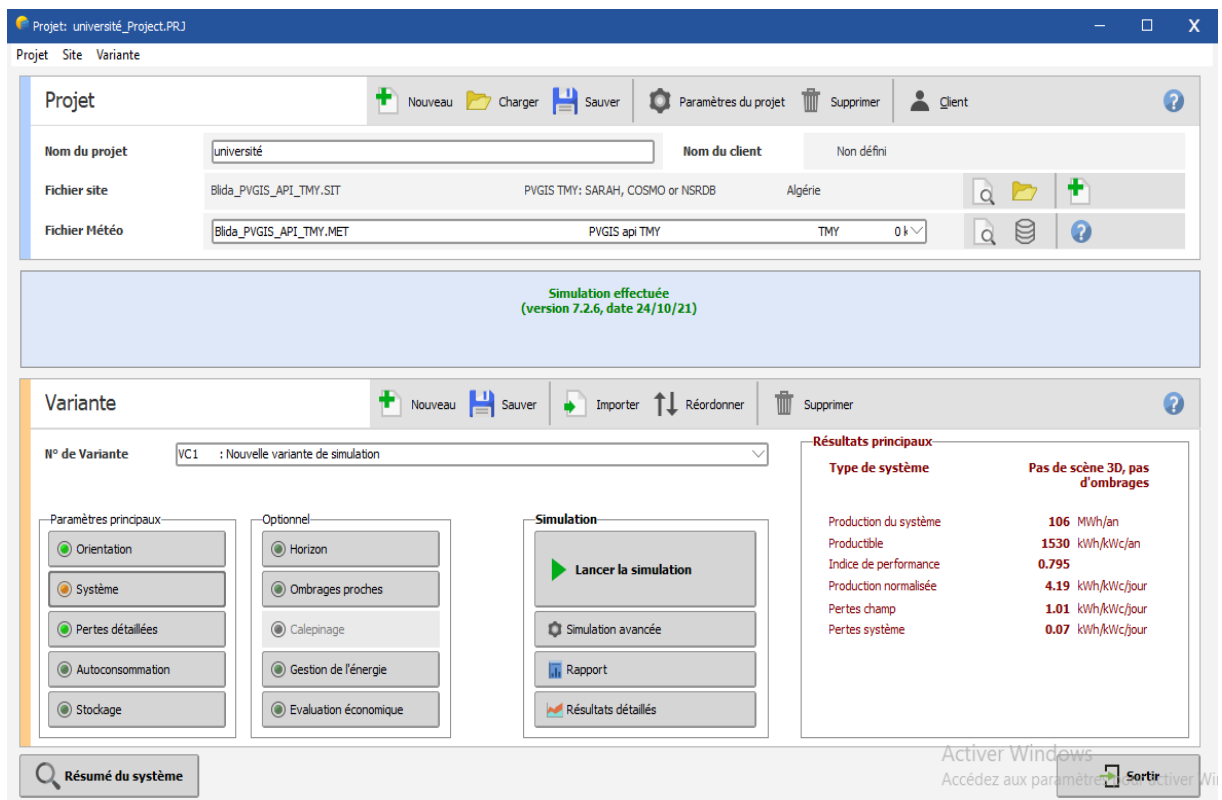 Projet: université_Project.PRJ
Projet Site Variante
Projet
Nouveau Charger Sauver Paramètres du projet Supprimer Client
Nom du projet université Nom du client Non défini
Fichier site Blida_PVGIS_API_TMY.SIT PVGIS TMY: SARAH, COSMO or NSRDB Algérie
Fichier Météo Blida_PVGIS_API_TMY.MET PVGIS api TMY TMY 0 k
Simulation effectuée
(version 7.2.6, date 24/10/21)
Variante
Nouveau Sauver Importer Réordonner Supprimer
N° de Variante VC1 : Nouvelle variante de simulation
Paramètres principaux
Orientation
Système
Pertes détaillées
Autoconsommation
Stockage
Optionnel
Horizon
Ombrages proches
Calepinage
Gestion de l'énergie
Evaluation économique
Simulation
Lancer la simulation
Simulation avancée
Rapport
Résultats détaillés
Résultats principaux
Type de système Pas de scène 3D, pas
d'ombrages
Production du système 106 MWh/an
Productible 1530 kWh/kWc/an
Indice de performance 0.795
Production normalisée 4.19 kWh/kWc/jour
Pertes champ 1.01 kWh/kWc/jour
Pertes système 0.07 kWh/kWc/jour
Résumé du système
Sortir
Activer Windows
Accédez aux paramètres pour activer Wi